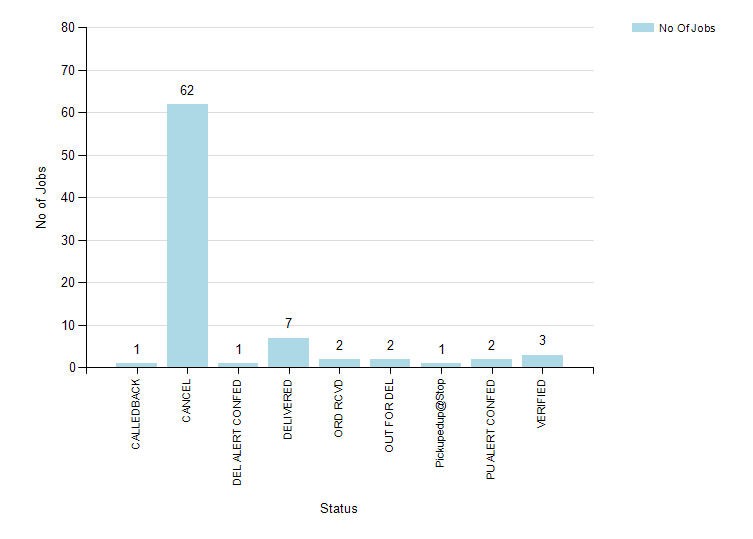 80
70
60
50
40
30
20
10
0
No of Jobs
1
62
1
7
2
2
1
2
3
CALLEDBACK
CANCEL
DEL ALERT CONFED
DELIVERED
ORD RCVD
OUT FOR DEL
Pickupedup@Stop
PU ALERT CONFED
VERIFIED
Status
No Of Jobs